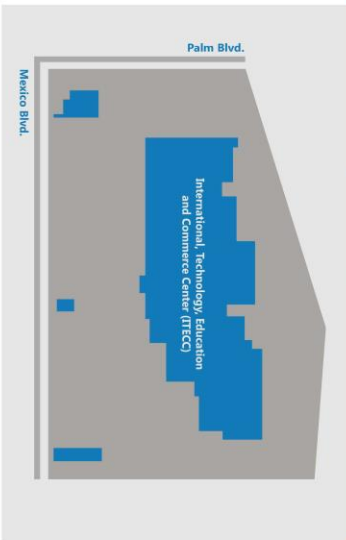 Palm Blvd.
Mexico Blvd.
International, Technology, Education
and Commerce Center (ITECC)